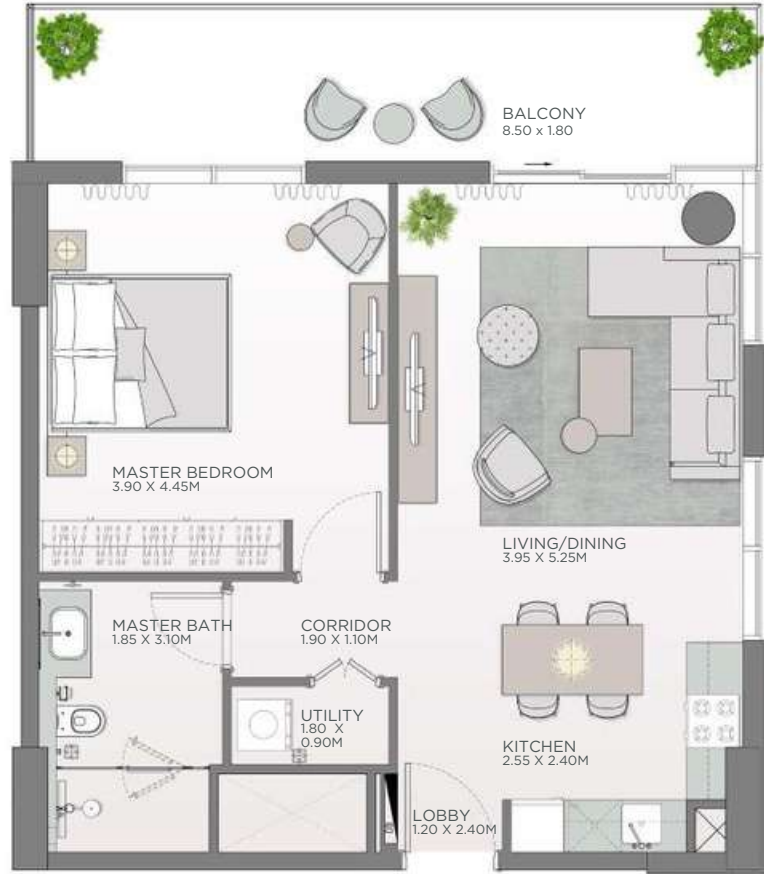 BALCONY
8.50 x 1.80
MASTER BEDROOM
3.90 X 4.45M
LIVING/DINING
3.95 X 5.25M
MASTER BATH
1.85 X 3.10M
CORRIDOR
1.90 X 1.10M
UTILITY
1.80 X
0.90M
KITCHEN
2.55 X 2.40M
LOBBY
1.20 X 2.40M